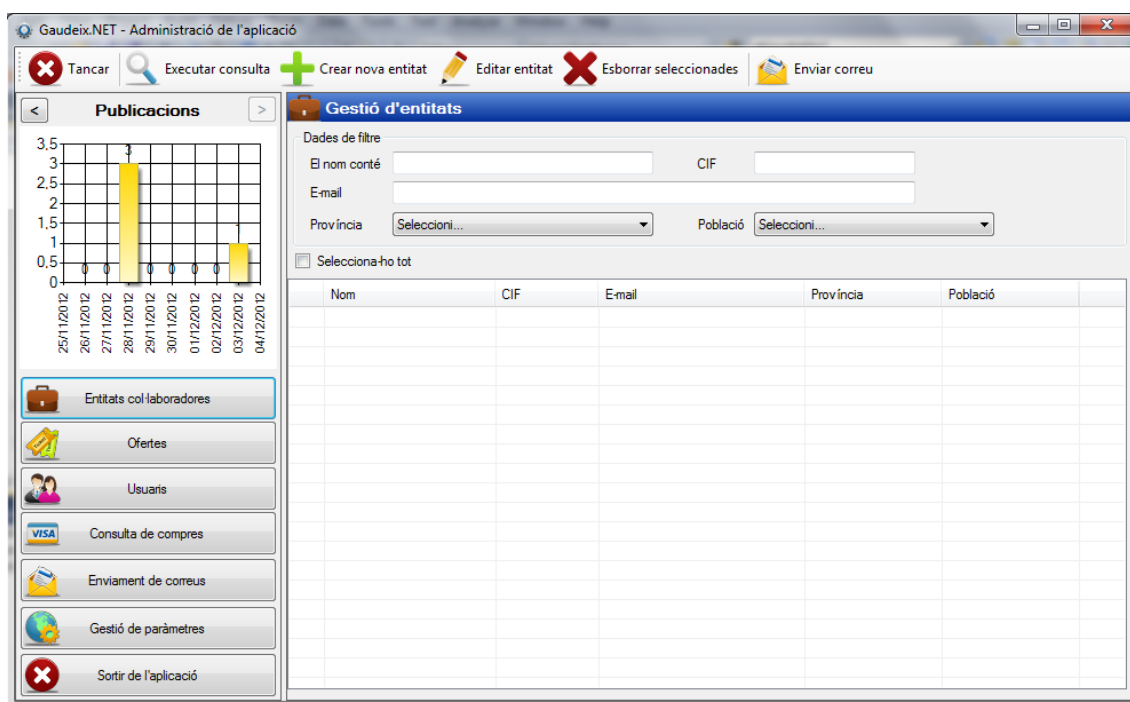 Gaudeix.NET - Administració de l'aplicació
Tancar Executar consulta Crear nova entitat Editar entitat Esborrar seleccionades Enviar correu
< Publicacions >
3,5
3
2,5
2
1,5
1
0,5
0
0 0 3 0 0 0 0 1
25/11/2012
26/11/2012
27/11/2012
28/11/2012
29/11/2012
30/11/2012
01/12/2012
02/12/2012
03/12/2012
04/12/2012
Entitats col·laboradores
Ofertes
Usuaris
VISA Consulta de compres
Enviament de correus
Gestió de paràmetres
Sortir de l'aplicació
Gestió d'entitats
Dades de filtre
El nom conté CIF
E-mail
Província Seleccioni... Població Seleccioni...
Selecciona-ho tot
Nom CIF E-mail Província Població